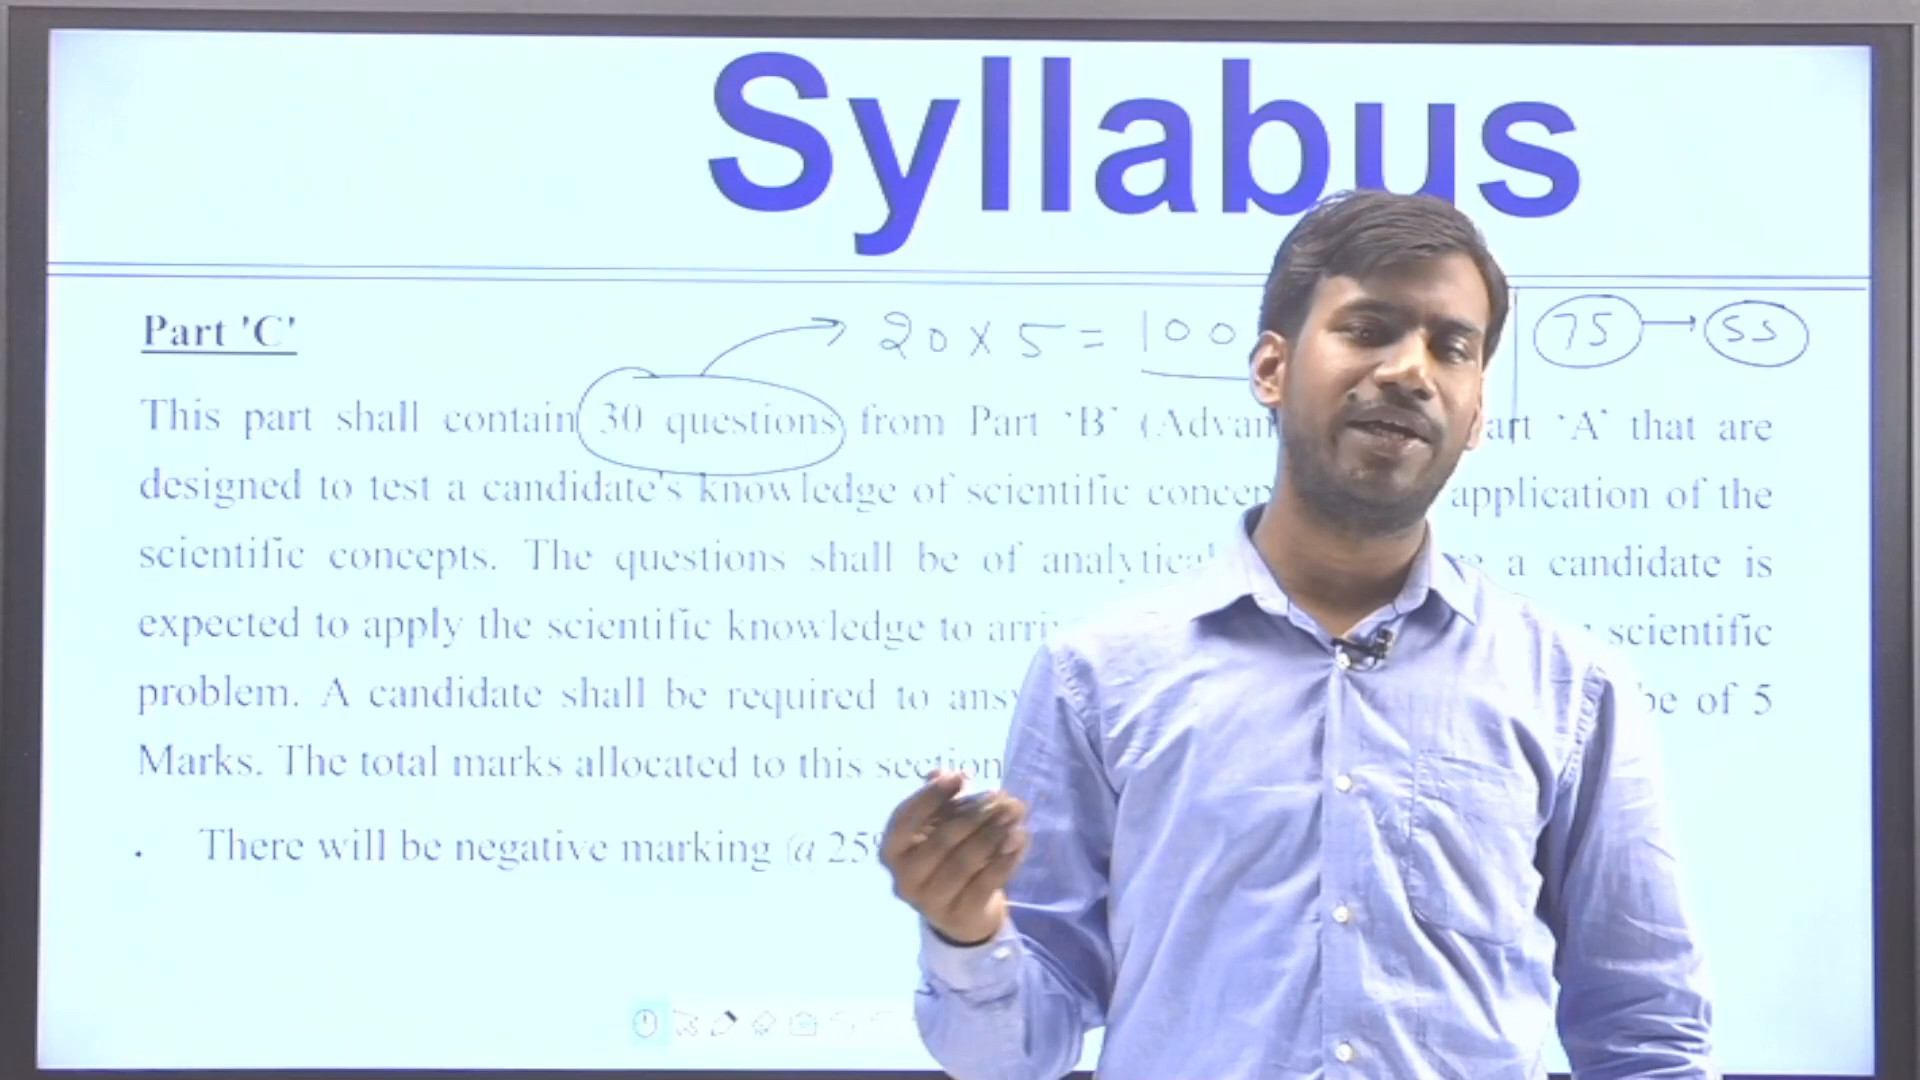 Syllabus
Part 'C'
20 x 5 = 100
75 → 55
This part shall contain 30 questions from Part 'B' (Advan art 'A' that are
designed to test a candidate's knowledge of scientific concep application of the
scientific concepts. The questions shall be of analytical a candidate is
expected to apply the scientific knowledge to arri scientific
problem. A candidate shall be required to ans be of 5
Marks. The total marks allocated to this section
. There will be negative marking @ 25%